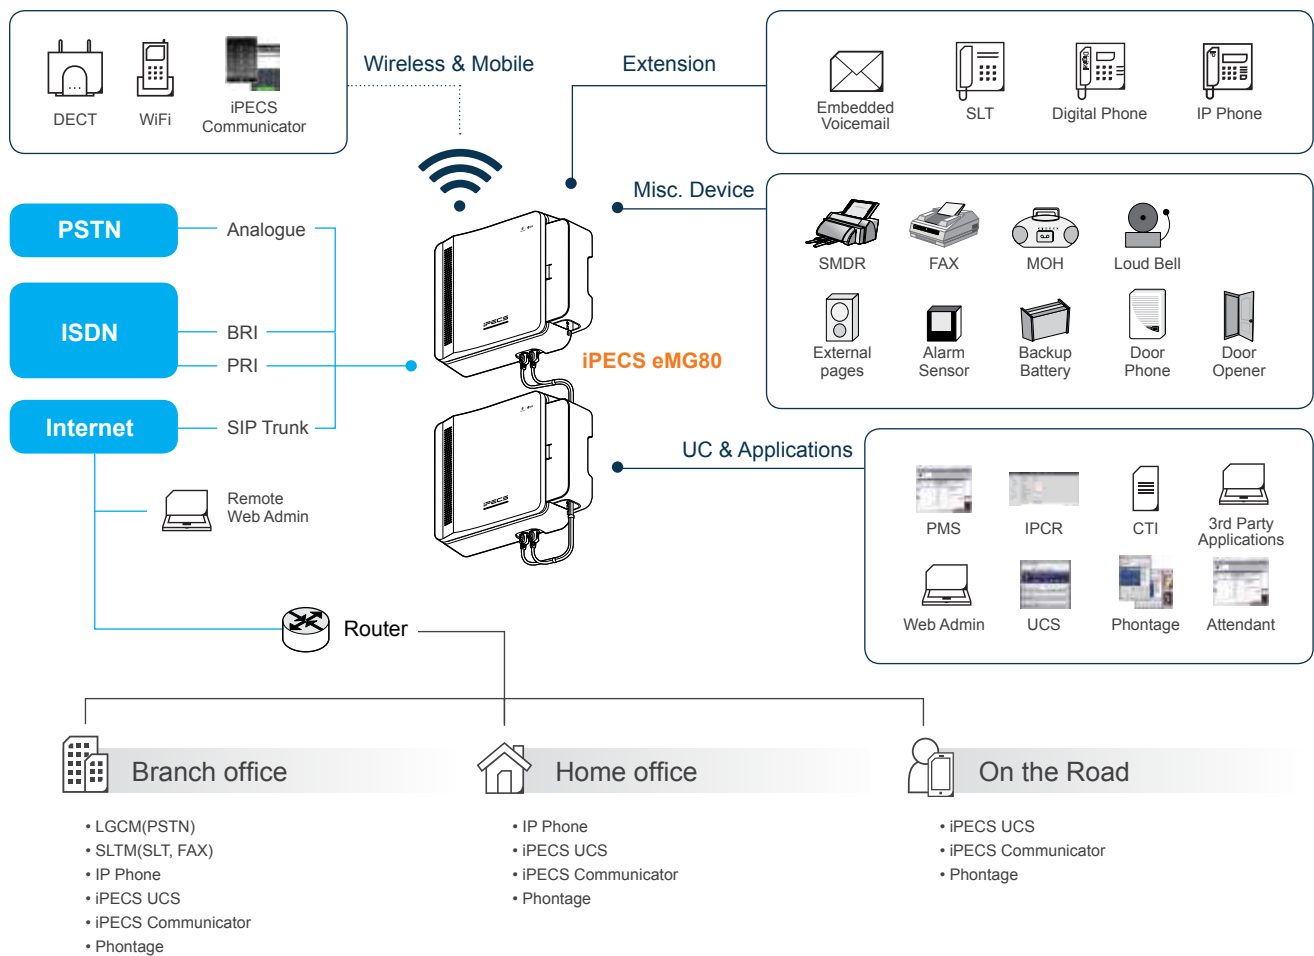 Wireless & Mobile
Extension
DECT
WiFi
iPECS
Communicator
Embedded
Voicemail
SLT
Digital Phone
IP Phone
Misc. Device
PSTN
Analogue
SMDR
FAX
MOH
Loud Bell
ISDN
BRI
PRI
iPECS
iPECS eMG80
External
pages
Alarm
Sensor
Backup
Battery
Door
Phone
Door
Opener
Internet
SIP Trunk
UC & Applications
iPECS
Remote
Web Admin
PMS
IPCR
CTI
3rd Party
Applications
Web Admin
UCS
Phontage
Attendant
Router
Branch office
• LGCM(PSTN)
• SLTM(SLT, FAX)
• IP Phone
• iPECS UCS
• iPECS Communicator
• Phontage
Home office
• IP Phone
• iPECS UCS
• iPECS Communicator
• Phontage
On the Road
• iPECS UCS
• iPECS Communicator
• Phontage